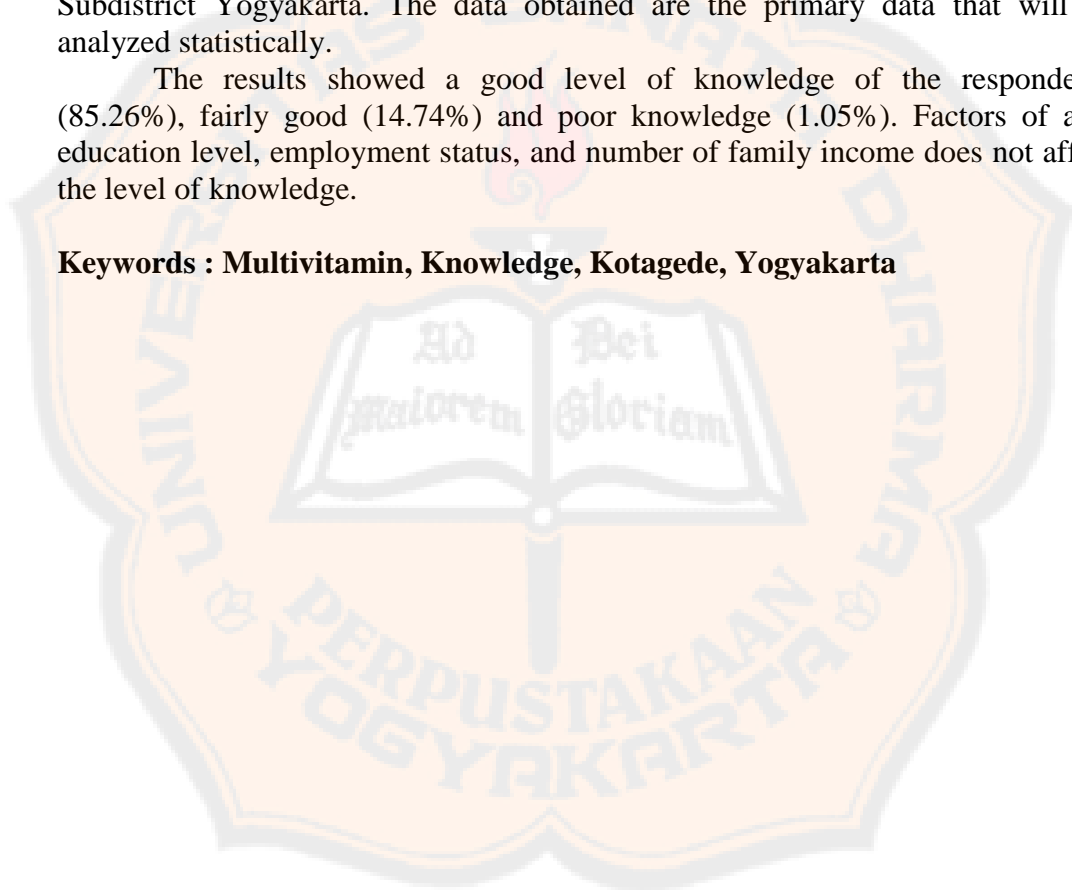 Subdistrict Yogyakarta. The data obtained are the primary data that will
analyzed statistically.
The results showed a good level of knowledge of the
(85.26%), fairly good (14.74%) and poor knowledge (1.05%). Factors of
education level, employment status, and number of family income does not
the level of knowledge.
Keywords : Multivitamin, Knowledge, Kotagede, Yogyakarta
UNIVERSITAS SANATA DHARMA
Ad
Maiorem
Dei
Gloriam
PERPUSTAKAAN
YOGYAKARTA